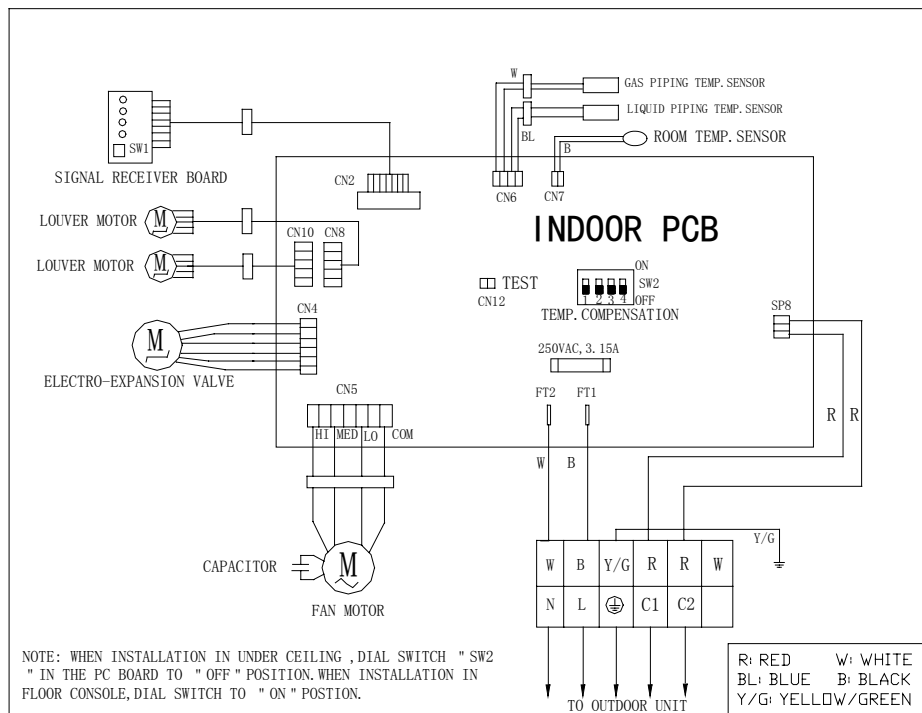 W
GAS PIPING TEMP.SENSOR
LIQUID PIPING TEMP.SENSOR
BL
B
ROOM TEMP.SENSOR
SW1
SIGNAL RECEIVER BOARD
CN2
CN6
CN7
INDOOR PCB
LOUVER MOTOR
M
CN10
CN8
LOUVER MOTOR
M
TEST
CN12
ON
SW2
1 2 3 4
OFF
TEMP.COMPENSATION
SP8
CN4
M
ELECTRO-EXPANSION VALVE
250VAC,3.15A
CN5
FT2
FT1
HI
MED
LO
COM
R
R
W
B
Y/G
CAPACITOR
M
FAN MOTOR
W
B
Y/G
R
R
W
N
L
C1
C2
TO OUTDOOR UNIT
NOTE: WHEN INSTALLATION IN UNDER CEILING ,DIAL SWITCH " SW2
" IN THE PC BOARD TO " OFF " POSITION.WHEN INSTALLATION IN
FLOOR CONSOLE,DIAL SWITCH TO " ON " POSTION.
R: RED W: WHITE
BL: BLUE B: BLACK
Y/G: YELLOW/GREEN